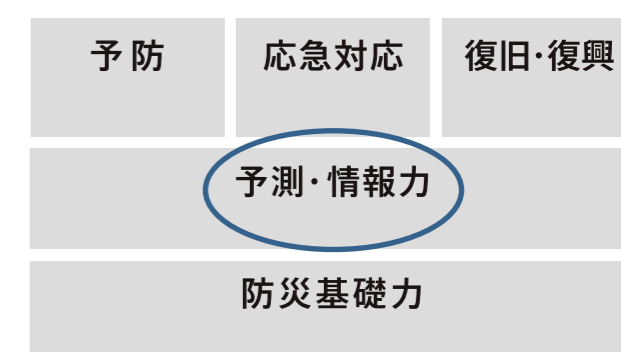 予防
応急対応
復旧・復興
予測・情報力
防災基礎力